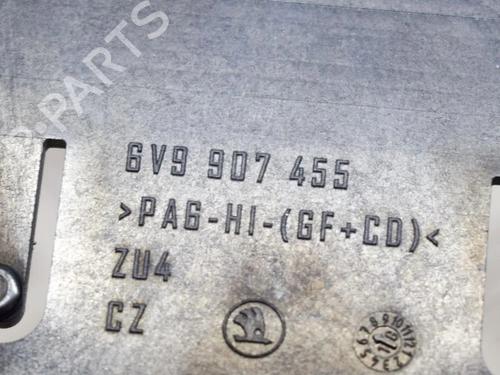 B-PARTS
6V9 907 455
>PA6-HI-(GF+CD)<
ZU4
CZ